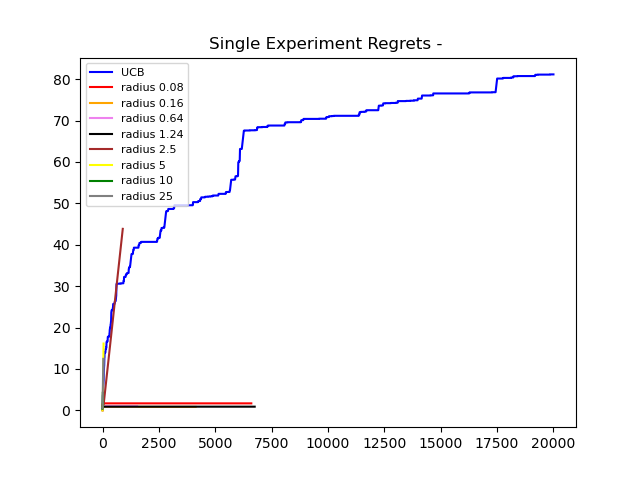 Single Experiment Regrets -
80
70
60
50
40
30
20
10
0
UCB
radius 0.08
radius 0.16
radius 0.64
radius 1.24
radius 2.5
radius 5
radius 10
radius 25
0 2500 5000 7500 10000 12500 15000 17500 20000